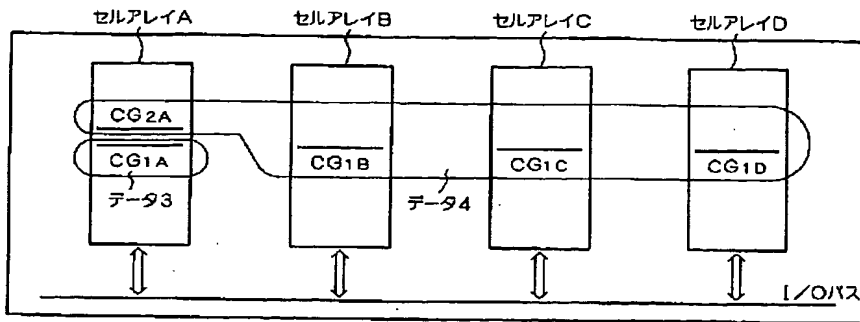 セルアレイA
セルアレイB
セルアレイC
セルアレイD
CG2A
CG1A
CG1B
CG1C
CG1D
データ3
データ4
I/Oバス